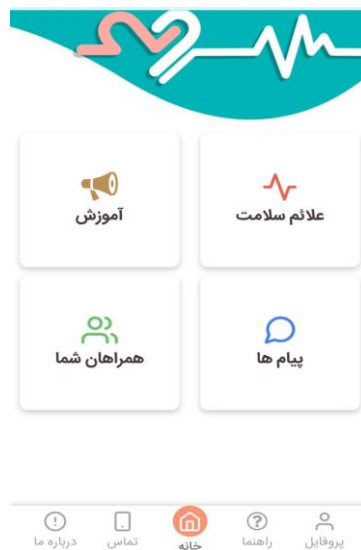 علائم سلامت
آموزش
پیام ها
همراهان شما
پروفایل
راهنما
خانه
تماس
درباره ما